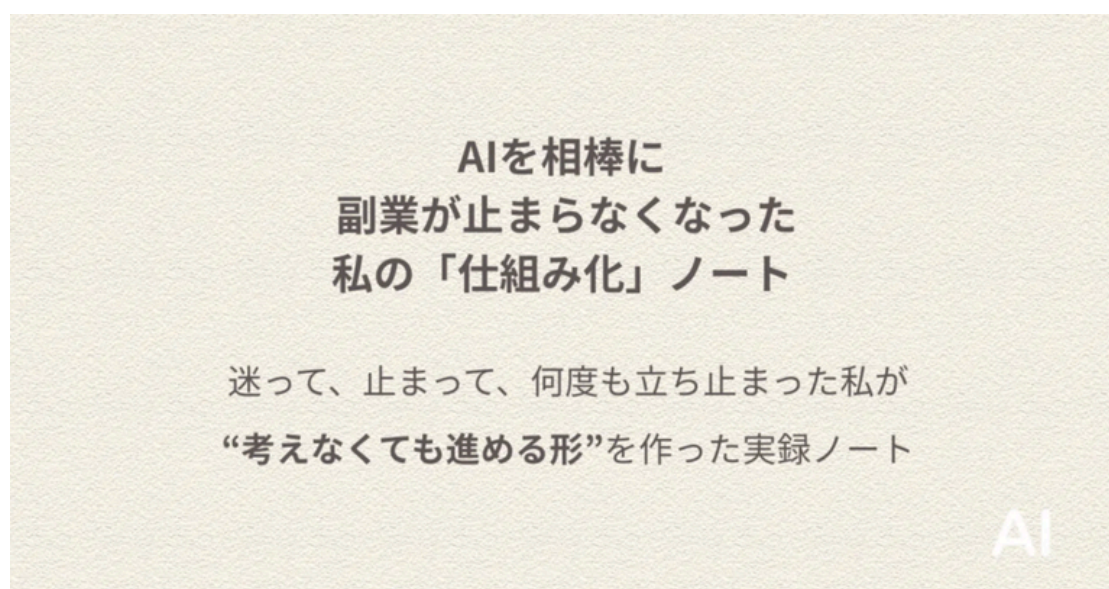 AIを相棒に
副業が止まらなくなった
私の「仕組み化」ノート
迷って、止まって、何度も立ち止まった私が
“考えなくても進める形”を作った実録ノート
AI